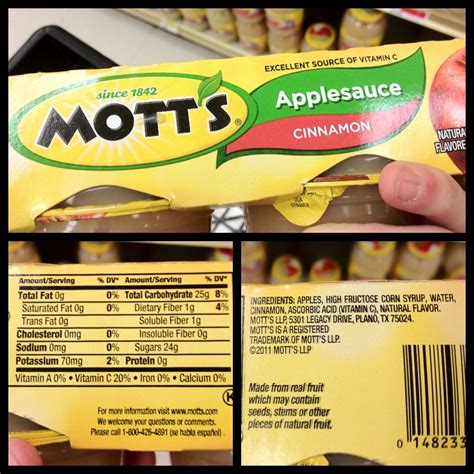 since 1842
MOTT'S®
EXCELLENT SOURCE OF VITAMIN C
Applesauce
CINNAMON
NATURA
FLAVORE
Amount/Serving % DV* Amount/Serving % DV*
Total Fat 0g 0% Total Carbohydrate 25g 8%
Saturated Fat 0g 0% Dietary Fiber 1g 4%
Trans Fat 0g Soluble Fiber 1g
Cholesterol 0mg 0% Insoluble Fiber 0g
Sodium 0mg 0% Sugars 24g
Potassium 70mg 2% Protein 0g
Vitamin A 0% • Vitamin C 20% • Iron 0% • Calcium 0%
For more information visit www.motts.com
We welcome your questions or comments.
Please call 1-800-426-4891 (se habla español).
K
INGREDIENTS: APPLES, HIGH FRUCTOSE CORN SYRUP, WATER,
CINNAMON, ASCORBIC ACID (VITAMIN C), NATURAL FLAVOR.
MOTT'S LLP, 5301 LEGACY DRIVE, PLANO, TX 75024.
MOTT'S IS A REGISTERED
TRADEMARK OF MOTT'S LLP.
©2011 MOTT'S LLP
Made from real fruit
which may contain
seeds, stems or other
pieces of natural fruit.
0 148233